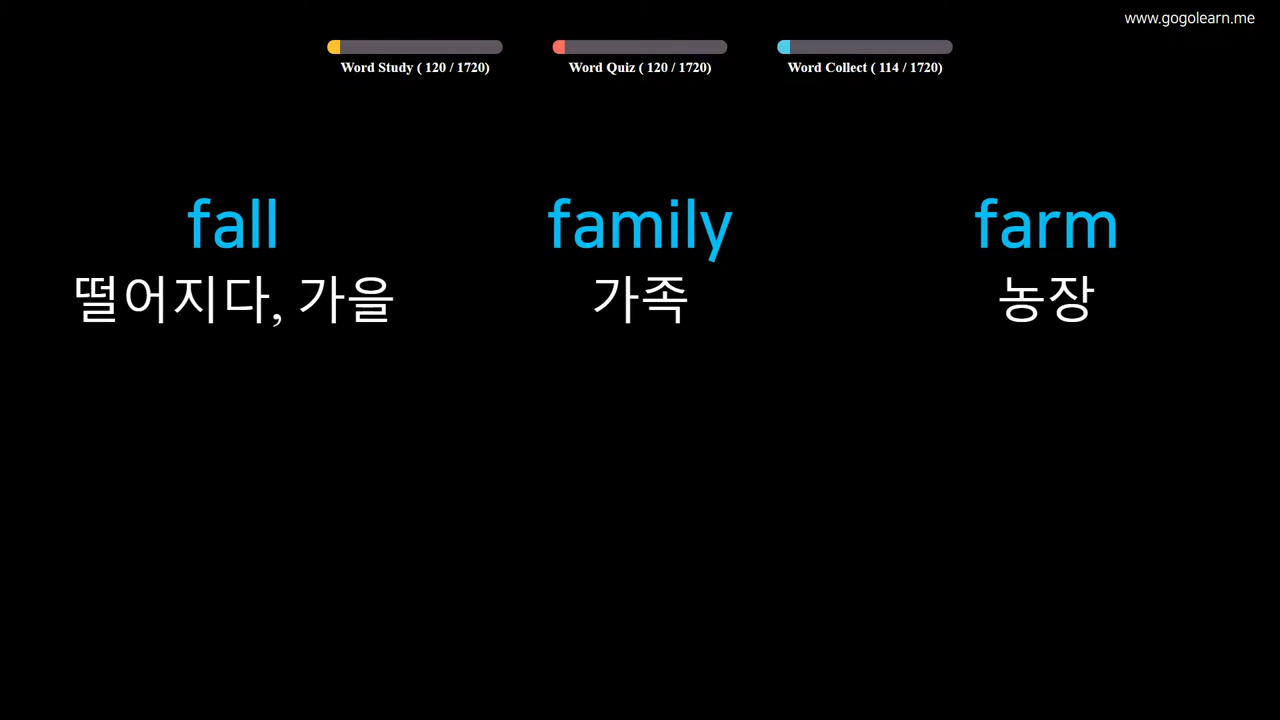 www.gogolearn.me
Word Study ( 120 / 1720)
Word Quiz ( 120 / 1720)
Word Collect ( 114 / 1720)
fall
떨어지다, 가을
family
가족
farm
농장